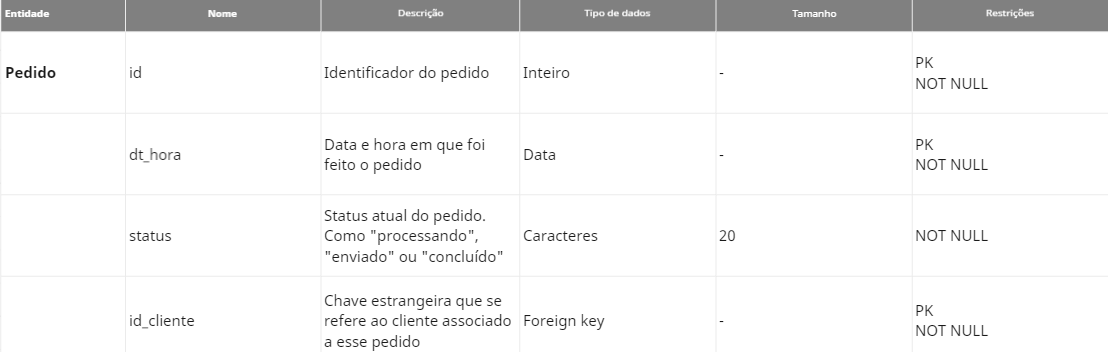 Entidade Nome Descrição Tipo de dados Tamanho Restrições
Pedido id Identificador do pedido Inteiro - PK
NOT NULL
dt_hora Data e hora em que foi
feito o pedido Data - PK
NOT NULL
status Status atual do pedido.
Como "processando",
"enviado" ou "concluído" Caracteres 20 NOT NULL
id_cliente Chave estrangeira que se
refere ao cliente associado
a esse pedido Foreign key - PK
NOT NULL